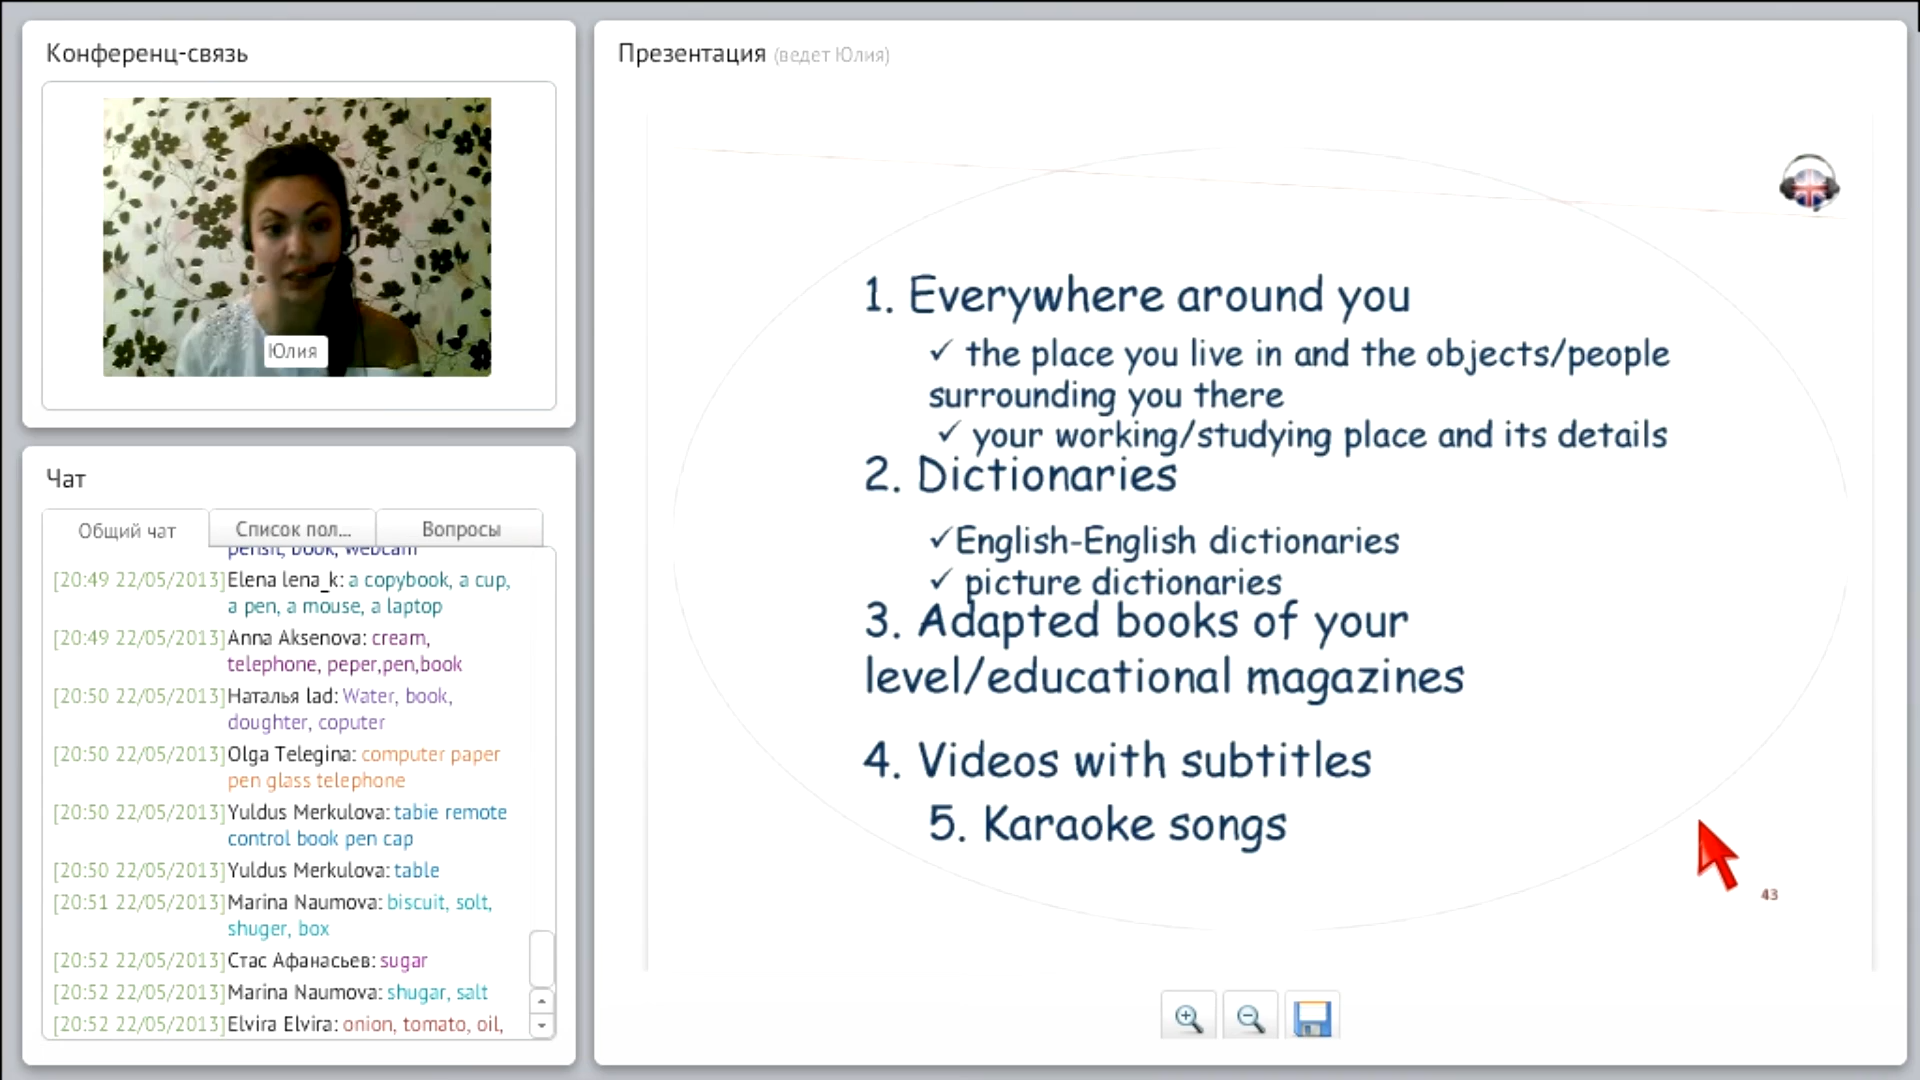 Конференц-связь
Юлия
Чат
Общий чат
Список пол...
Вопросы
pensil, book, webcam
[20:49 22/05/2013]Elena lena_k: a copybook, a cup,
a pen, a mouse, a laptop
[20:49 22/05/2013]Anna Aksenova: cream,
telephone, peper,pen,book
[20:50 22/05/2013]Наталья lad: Water, book,
doughter, coputer
[20:50 22/05/2013]Olga Telegina: computer paper
pen glass telephone
[20:50 22/05/2013]Yuldus Merkulova: tabie remote
control book pen cap
[20:50 22/05/2013]Yuldus Merkulova: table
[20:51 22/05/2013]Marina Naumova: biscuit, solt,
shuger, box
[20:52 22/05/2013]Стас Афанасьев: sugar
[20:52 22/05/2013]Marina Naumova: shugar, salt
[20:52 22/05/2013]Elvira Elvira: onion, tomato, oil,
Презентация (ведет Юлия)
1. Everywhere around you
✓ the place you live in and the objects/people
surrounding you there
✓ your working/studying place and its details
2. Dictionaries
✓English-English dictionaries
✓ picture dictionaries
3. Adapted books of your
level/educational magazines
4. Videos with subtitles
5. Karaoke songs
43